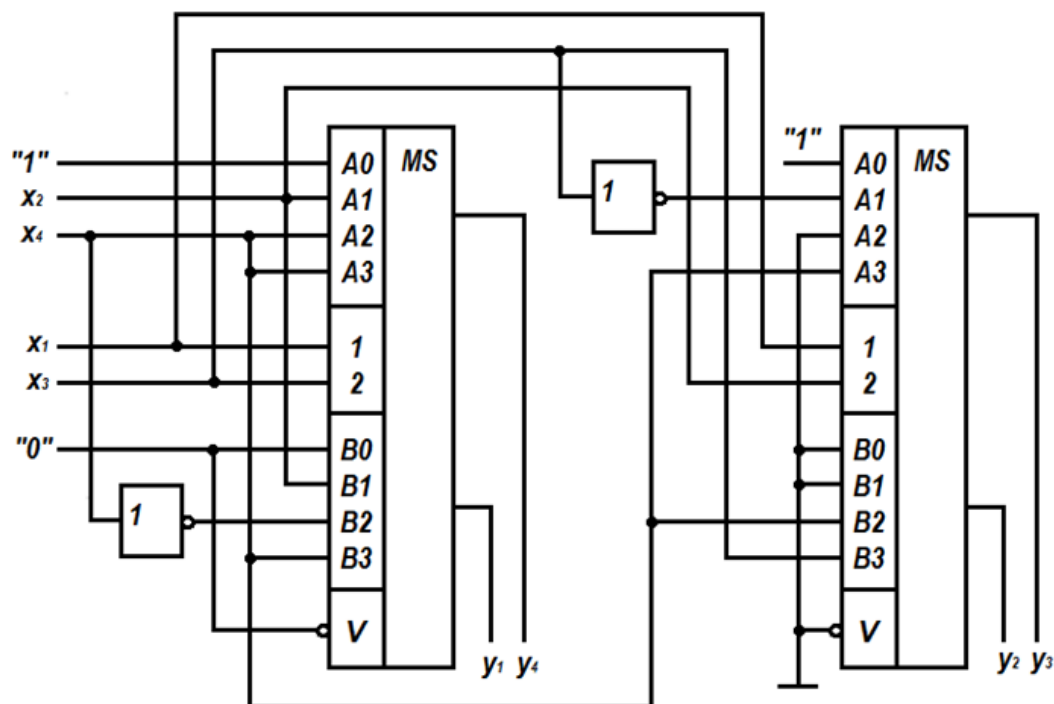 "1"
x₂
x₄
x₁
x₃
"0"
1
A0
A1
A2
A3
1
2
B0
B1
B2
B3
V
MS
y₁ y₄
1
"1"
A0
A1
A2
A3
1
2
B0
B1
B2
B3
V
MS
y₂ y₃